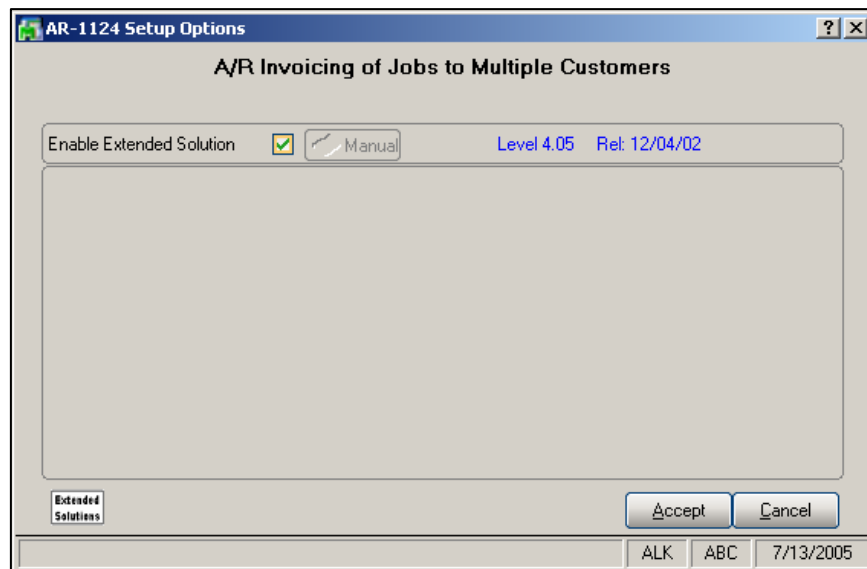 AR-1124 Setup Options
A/R Invoicing of Jobs to Multiple Customers
Enable Extended Solution Manual Level 4.05 Rel: 12/04/02
Extended
Solutions
Accept Cancel
ALK ABC 7/13/2005